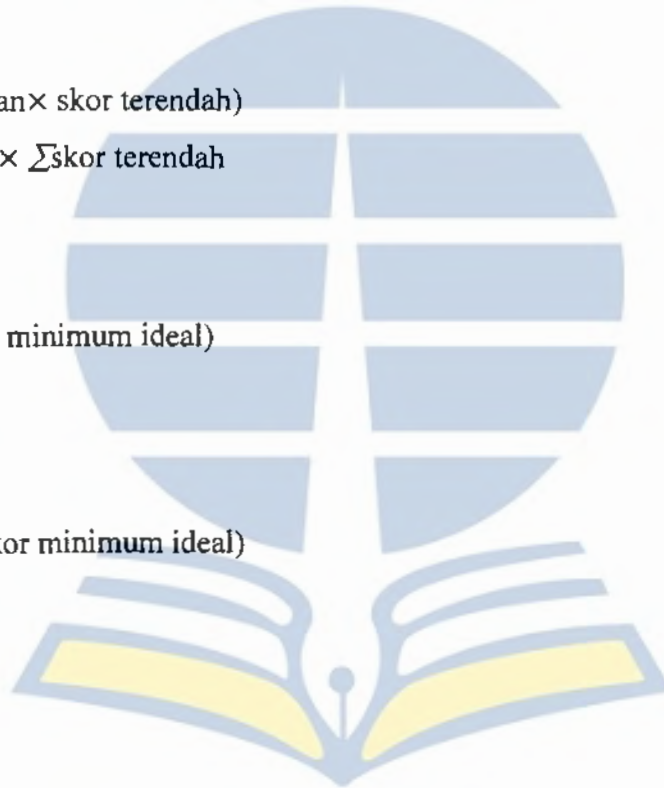 an× skor terendah)
× ∑skor terendah
minimum ideal)
kor minimum ideal)